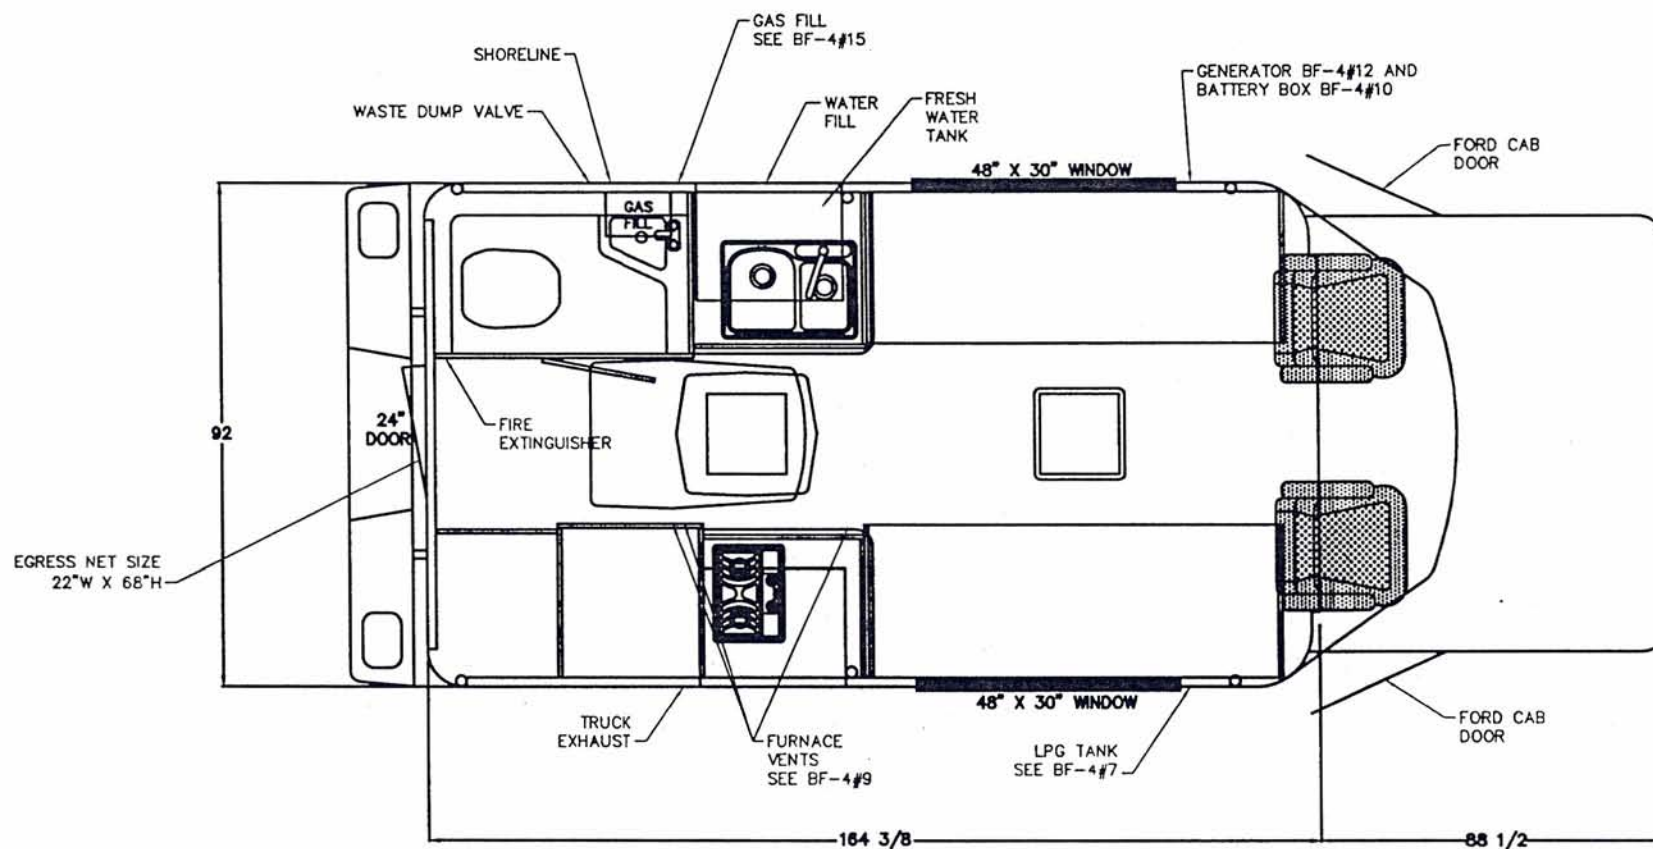 GAS FILL
SEE BF-4#15
SHORELINE
GENERATOR BF-4#12 AND
BATTERY BOX BF-4#10
WASTE DUMP VALVE
WATER
FILL
FRESH
WATER
TANK
FORD CAB
DOOR
48" X 30" WINDOW
GAS
FILL
92
24"
DOOR
FIRE
EXTINGUISHER
EGRESS NET SIZE
22"W X 68"H
48" X 30" WINDOW
TRUCK
EXHAUST
FURNACE
VENTS
SEE BF-4#9
LPG TANK
SEE BF-4#7
FORD CAB
DOOR
164 3/8
88 1/2